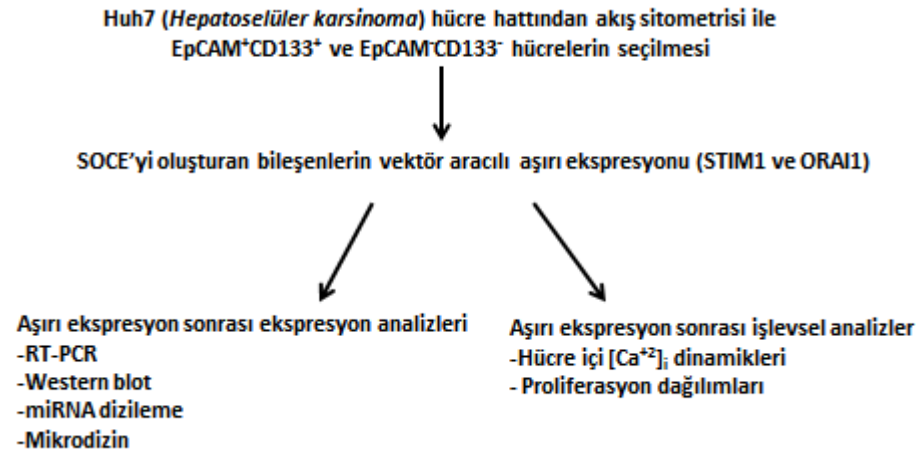 Huh7 (Hepatoselüler karsinoma) hücre hattından akış sitometrisi ile
EpCAM⁺CD133⁺ ve EpCAM⁻CD133⁻ hücrelerin seçilmesi
SOCE'yi oluşturan bileşenlerin vektör aracılı aşırı ekspresyonu (STIM1 ve ORAI1)
Aşırı ekspresyon sonrası ekspresyon analizleri
-RT-PCR
-Western blot
-miRNA dizileme
-Mikrodizin
Aşırı ekspresyon sonrası işlevsel analizler
-Hücre içi [Ca⁺²]ᵢ dinamikleri
- Proliferasyon dağılımları